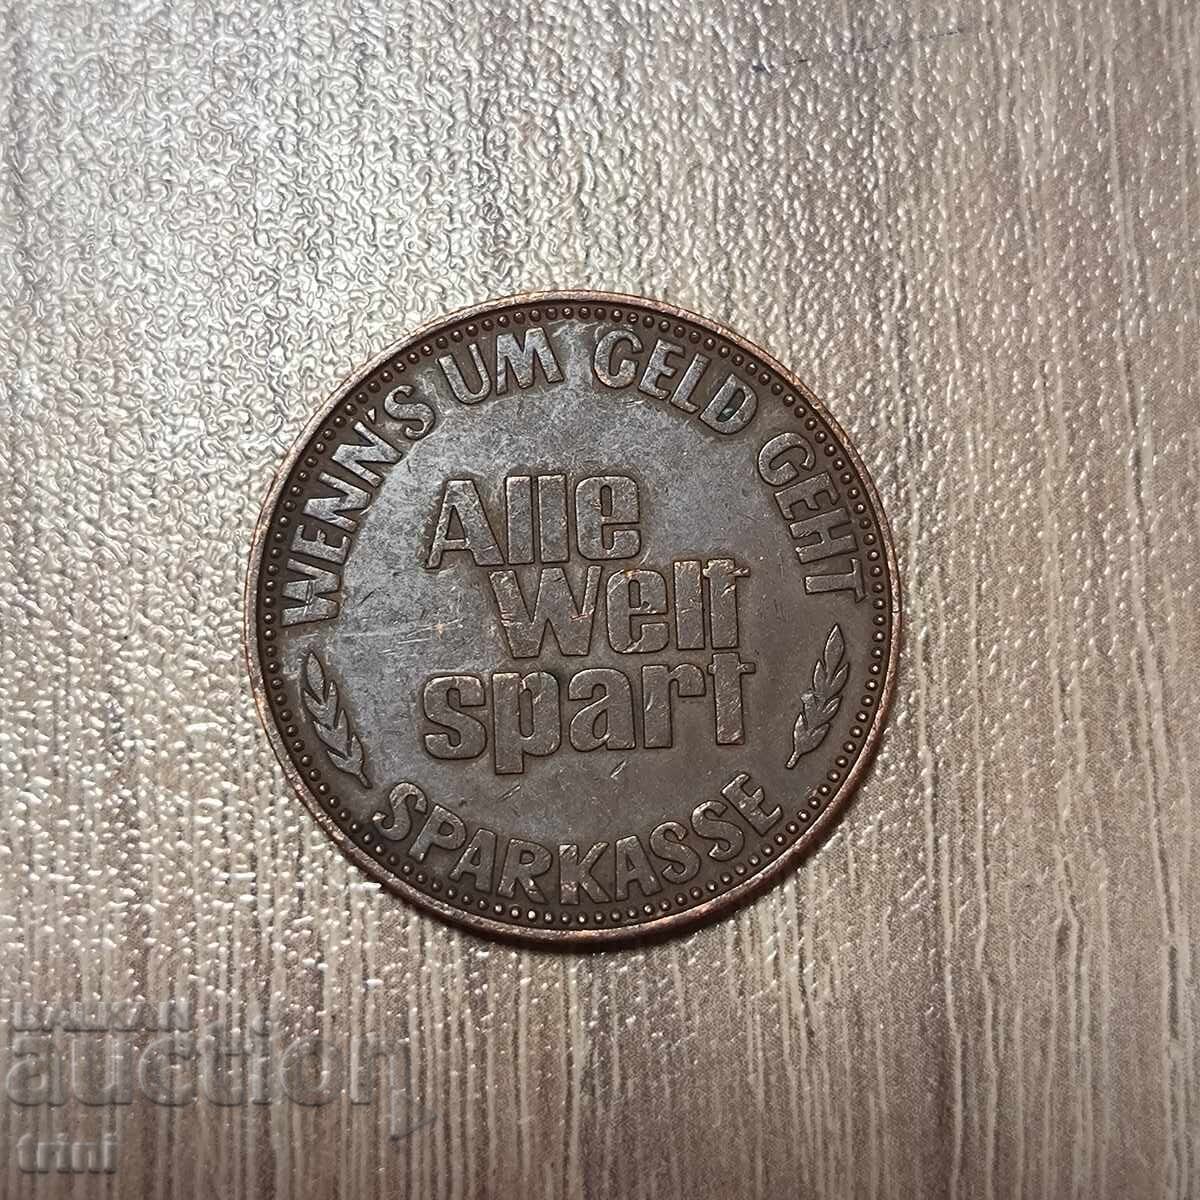 WENN'S UM GELD GEHT
Alle
Welt
spart
SPARKASSE
BALKAN
auction
trini